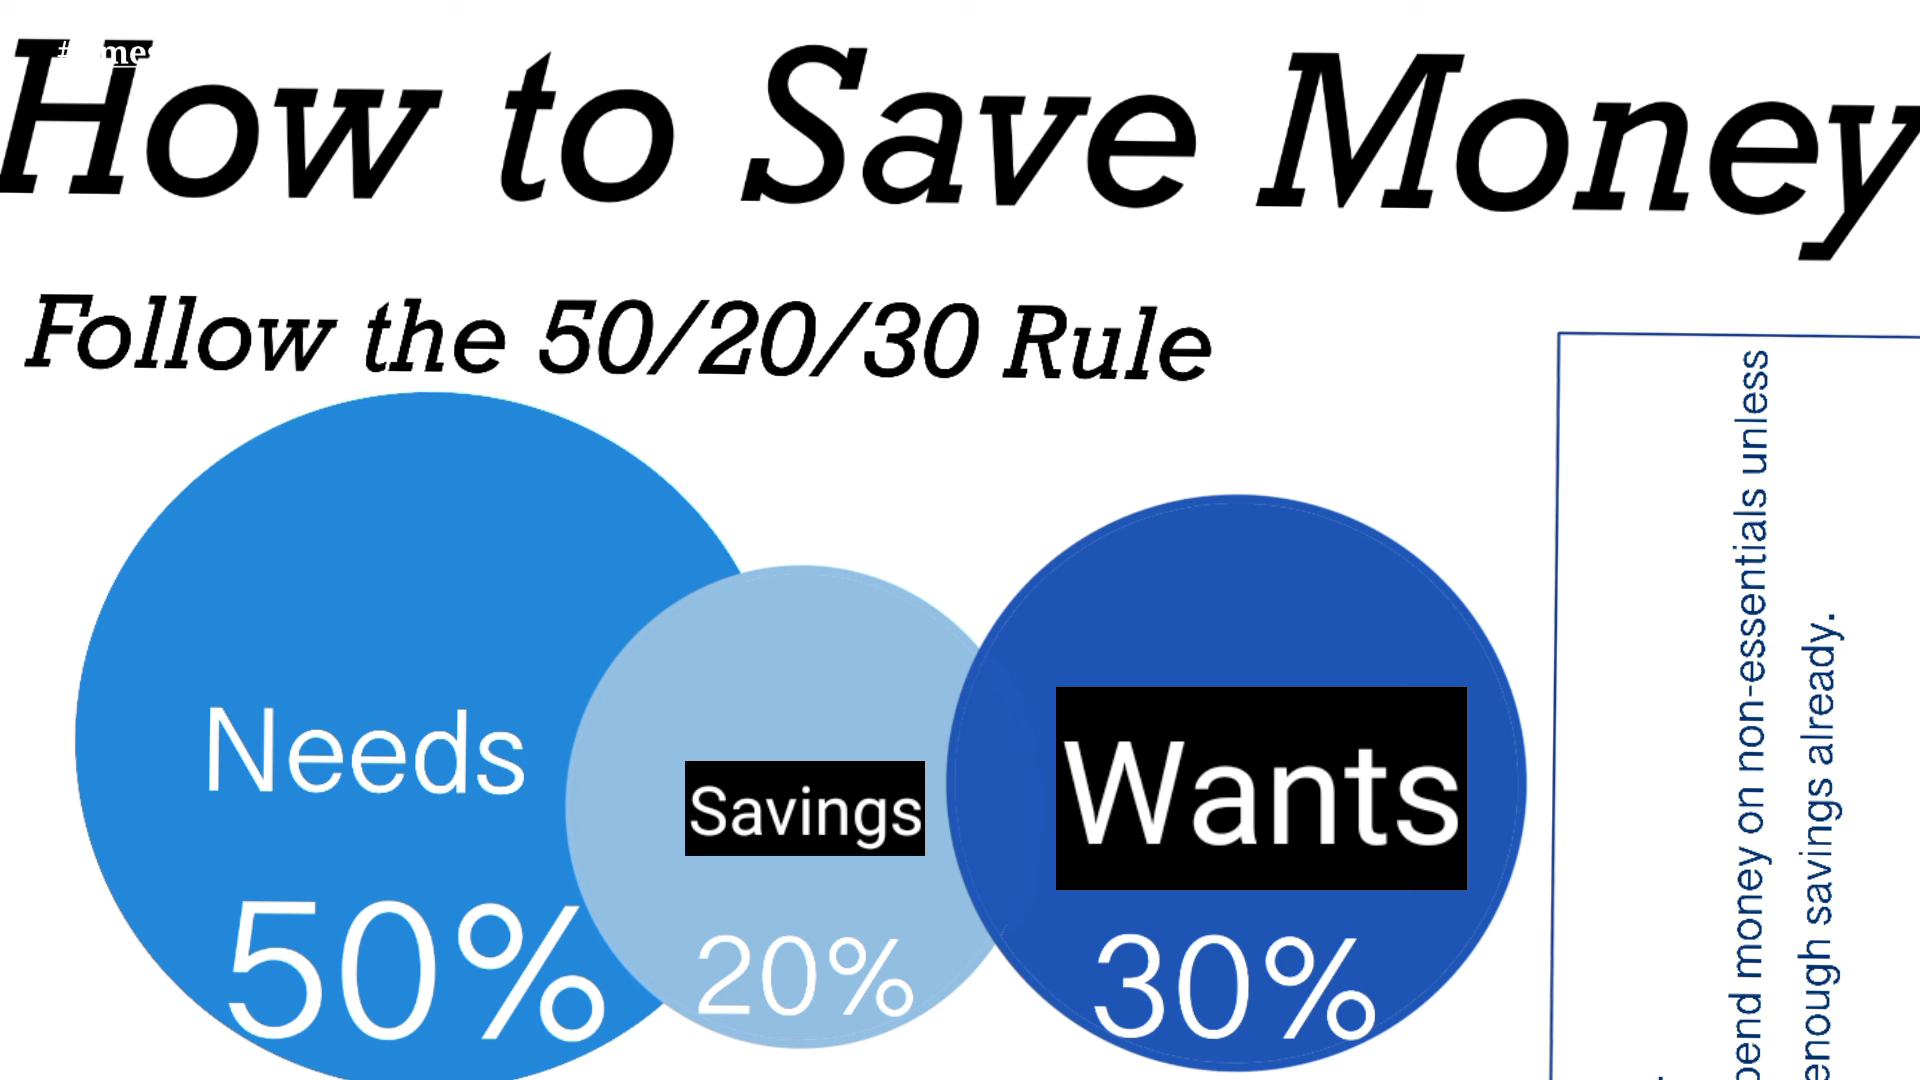 How to Save Money
Follow the 50/20/30 Rule
Needs
50%
Savings
20%
Wants
30%
money on non-essentials unless
enough savings already.